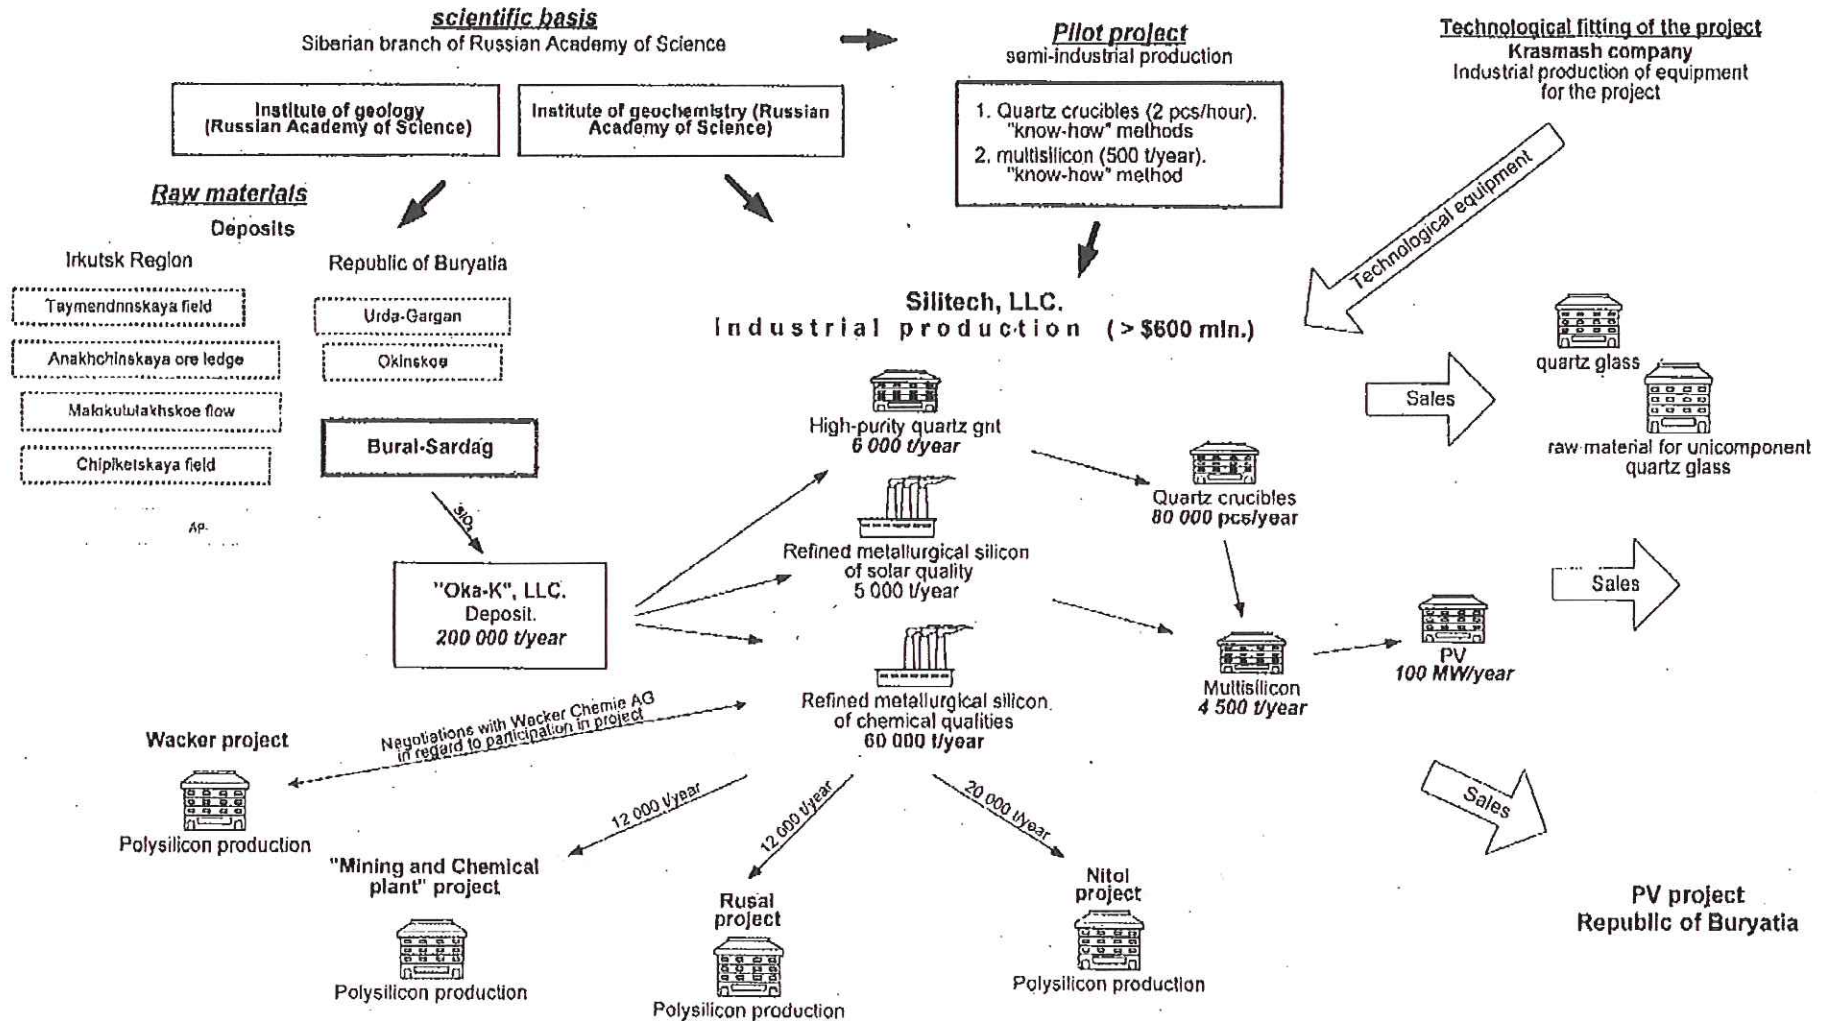 scientific basis
Siberian branch of Russian Academy of Science
Pilot project
semi-industrial production
Technological fitting of the project
Krasmash company
Industrial production of equipment
for the project
Institute of geology
(Russian Academy of Science)
Institute of geochemistry (Russian
Academy of Science)
1. Quartz crucibles (2 pcs/hour).
"know-how" methods
2. multisilicon (500 t/year).
"know-how" method
Technological equipment
Raw materials
Deposits
Irkutsk Region
Republic of Buryatia
Taymendnnskaya field
Anakhchinskaya ore ledge
Malokutulakhskoe flow
Chipiketskaya field
Urda-Gargan
Okinskoe
Bural-Sardag
SiO₂
"Oka-K", LLC.
Deposit.
200 000 t/year
Silitech, LLC.
Industrial production (> $600 mln.)
High-purity quartz grit
6 000 t/year
Refined metallurgical silicon
of solar quality
5 000 t/year
Refined metallurgical silicon
of chemical qualities
60 000 t/year
Quartz crucibles
80 000 pcs/year
Multisilicon
4 500 t/year
PV
100 MW/year
Sales
quartz glass
raw-material for unicomponent
quartz glass
Sales
Sales
PV project
Republic of Buryatia
Negotiations with Wacker Chemie AG
in regard to participation in project
Wacker project
Polysilicon production
12 000 t/year
"Mining and Chemical
plant" project
Polysilicon production
12 000 t/year
Rusal
project
Polysilicon production
20 000 t/year
Nitol
project
Polysilicon production